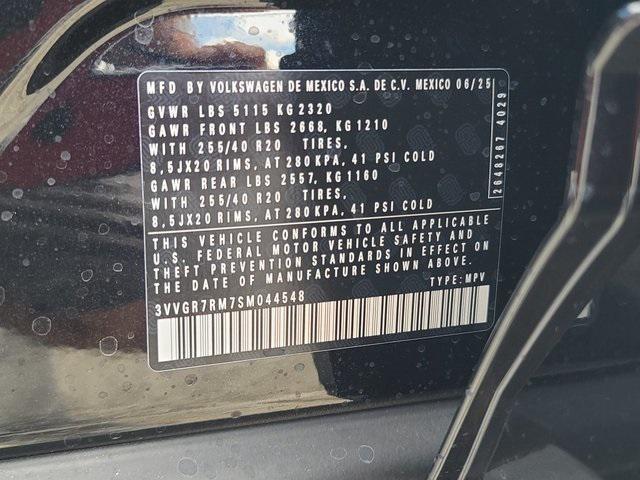 MFD BY VOLKSWAGEN DE MEXICO S.A. DE C.V. MEXICO 06/25
GVWR LBS 5115 KG 2320
GAWR FRONT LBS 2668, KG 1210
WITH 255/40 R20 TIRES,
8,5JX20 RIMS, AT 280 KPA, 41 PSI COLD
GAWR REAR LBS 2557, KG 1160
WITH 255/40 R20 TIRES,
8,5JX20 RIMS, AT 280 KPA, 41 PSI COLD
2648267 4029
THIS VEHICLE CONFORMS TO ALL APPLICABLE
U.S. FEDERAL MOTOR VEHICLE SAFETY AND
THEFT PREVENTION STANDARDS IN EFFECT ON
THE DATE OF MANUFACTURE SHOWN ABOVE.
TYPE: MPV
3VVGR7RM7SM044548